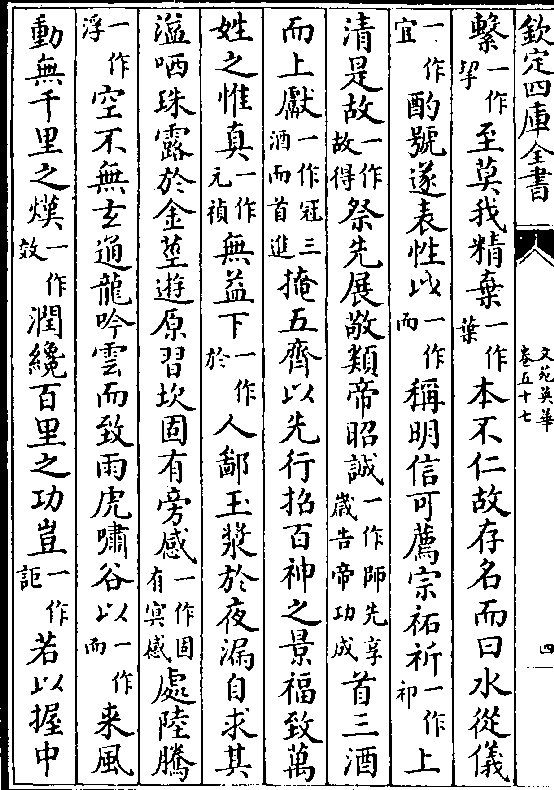 欽定四庫全書
文苑英華
卷五十七
四
繫一作挐至莫我精棄一作葉本不仁故存名而曰水從儀
一作宜酌號遂表性以一作而稱明信可薦宗祏祈一作祁上
清是故一作故得祭先展敬類帝昭誠一作師先享歲告帝功成首三酒
而上獻一作冠三酒而首進掩五齊以先行招百神之景福致萬
姓之惟真一作元禎無益下一作於人鄙玉漿於夜漏自求其
溢哂珠露於金莖遊原習坎固有旁感一作固有㝠感處陸騰
一作浮空不無玄通龍吟雲而致雨虎嘯谷以一作而来風
動無千里之熯一作效潤纔百里之功豈一作詎若以握中